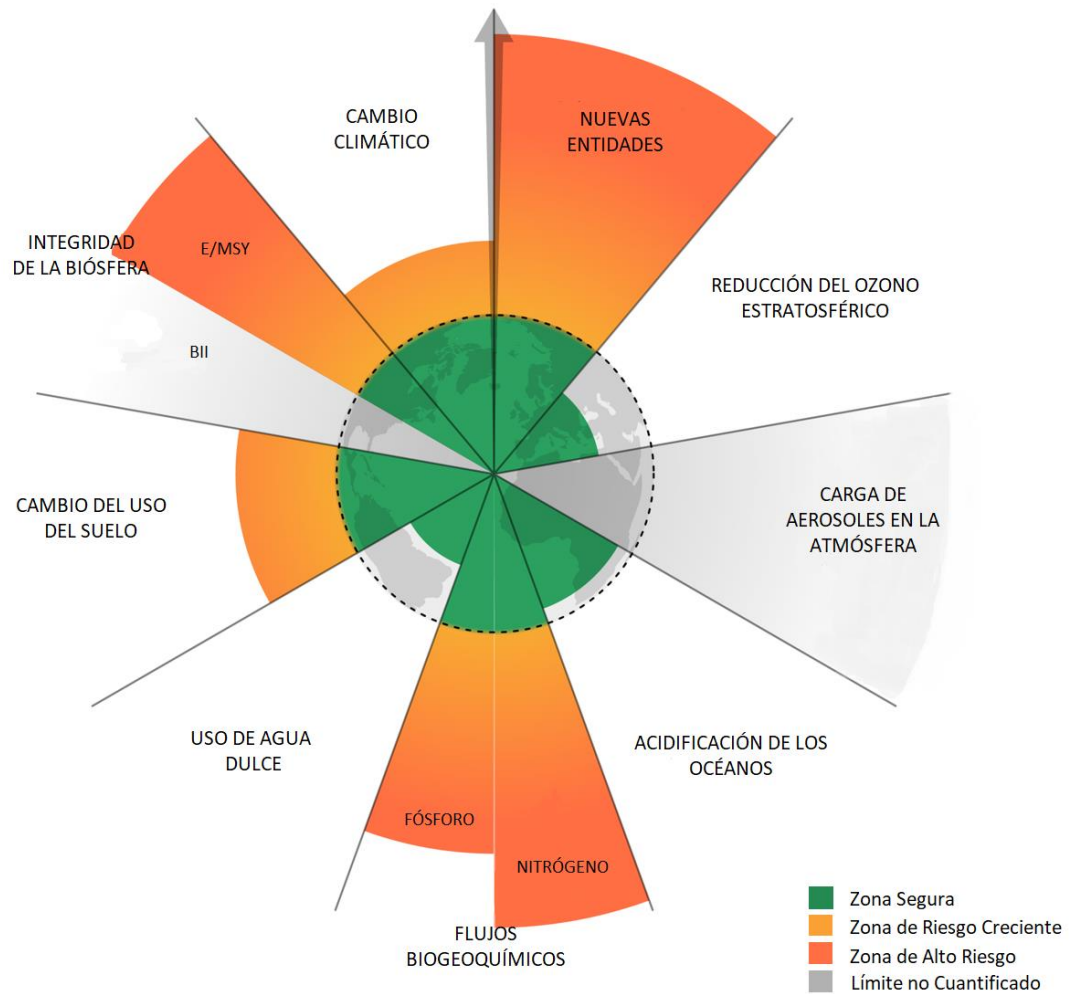 CAMBIO
CLIMÁTICO
NUEVAS
ENTIDADES
INTEGRIDAD
DE LA BIÓSFERA
E/MSY
BII
REDUCCIÓN DEL OZONO
ESTRATOSFÉRICO
CAMBIO DEL USO
DEL SUELO
CARGA DE
AEROSOLES EN LA
ATMÓSFERA
USO DE AGUA
DULCE
ACIDIFICACIÓN DE LOS
OCÉANOS
FÓSFORO
NITRÓGENO
FLUJOS
BIOGEOQUÍMICOS
Zona Segura
Zona de Riesgo Creciente
Zona de Alto Riesgo
Límite no Cuantificado